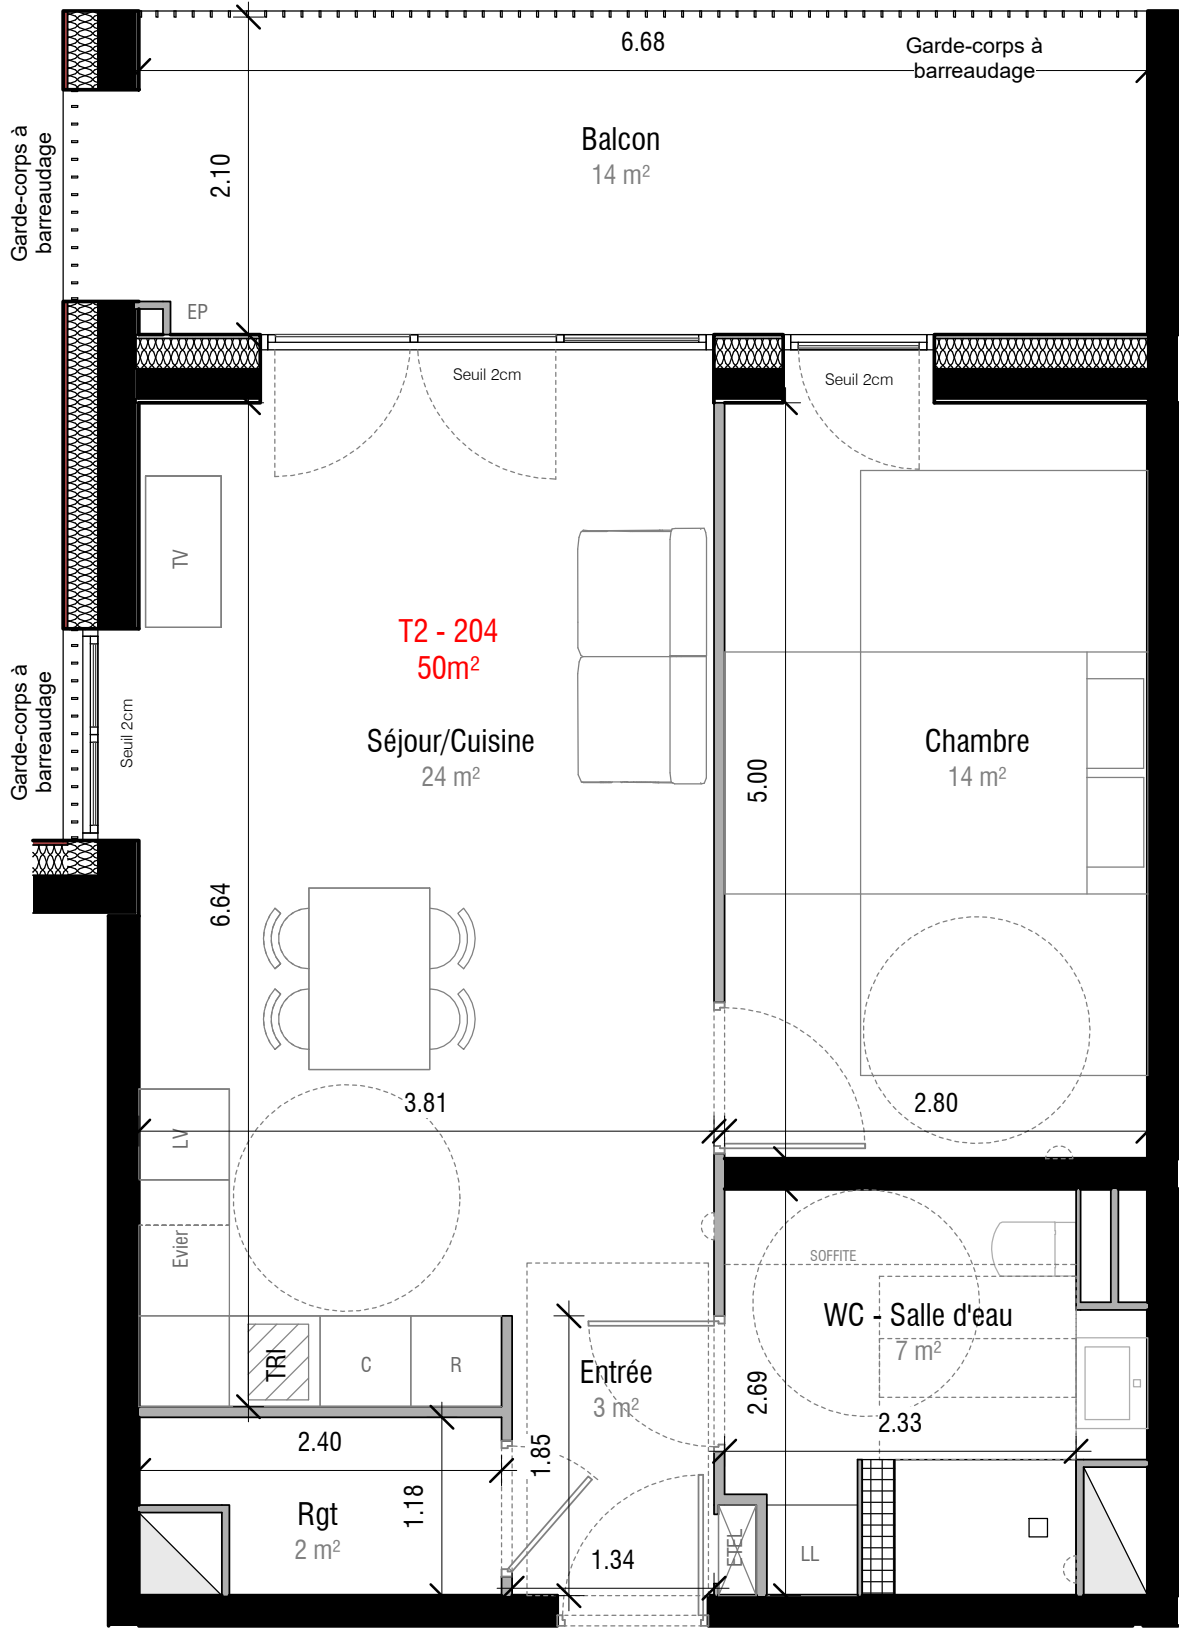 6.68
Garde-corps à
barreaudage
Garde-corps à
barreaudage
2.10
Balcon
14 m²
EP
Seuil 2cm
Seuil 2cm
TV
T2 - 204
50m²
Garde-corps à
barreaudage
Seuil 2cm
Séjour/Cuisine
24 m²
Chambre
14 m²
5.00
6.64
3.81
2.80
LV
Evier
SOFFITE
WC - Salle d'eau
7 m²
TRI
C
R
Entrée
3 m²
2.69
2.33
2.40
1.85
1.18
Rgt
2 m²
1.34
ETEL
LL